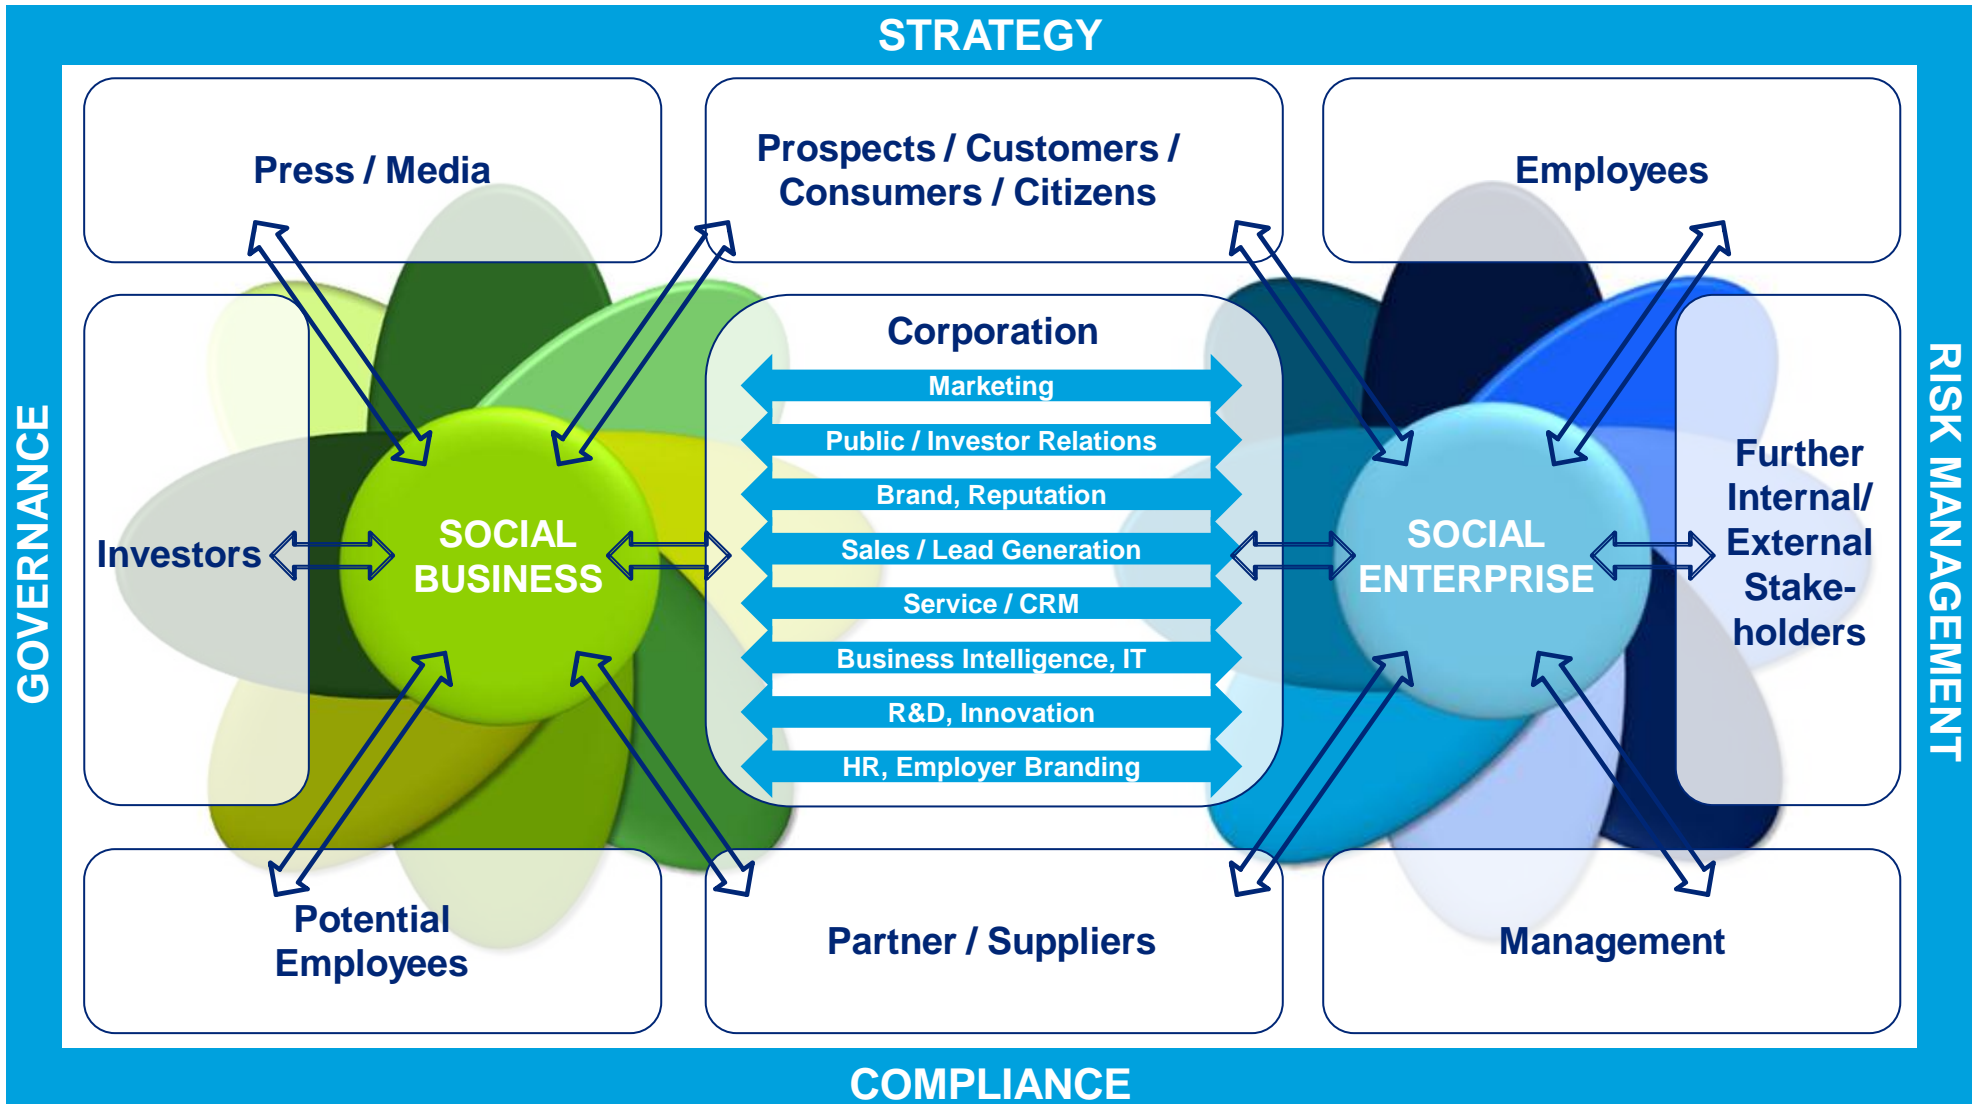 STRATEGY
Press / Media
Prospects / Customers /
Consumers / Citizens
Employees
GOVERNANCE
Investors
SOCIAL
BUSINESS
Corporation
Marketing
Public / Investor Relations
Brand, Reputation
Sales / Lead Generation
Service / CRM
Business Intelligence, IT
R&D, Innovation
HR, Employer Branding
SOCIAL
ENTERPRISE
Further
Internal/
External
Stake-
holders
RISK MANAGEMENT
Potential
Employees
Partner / Suppliers
Management
COMPLIANCE